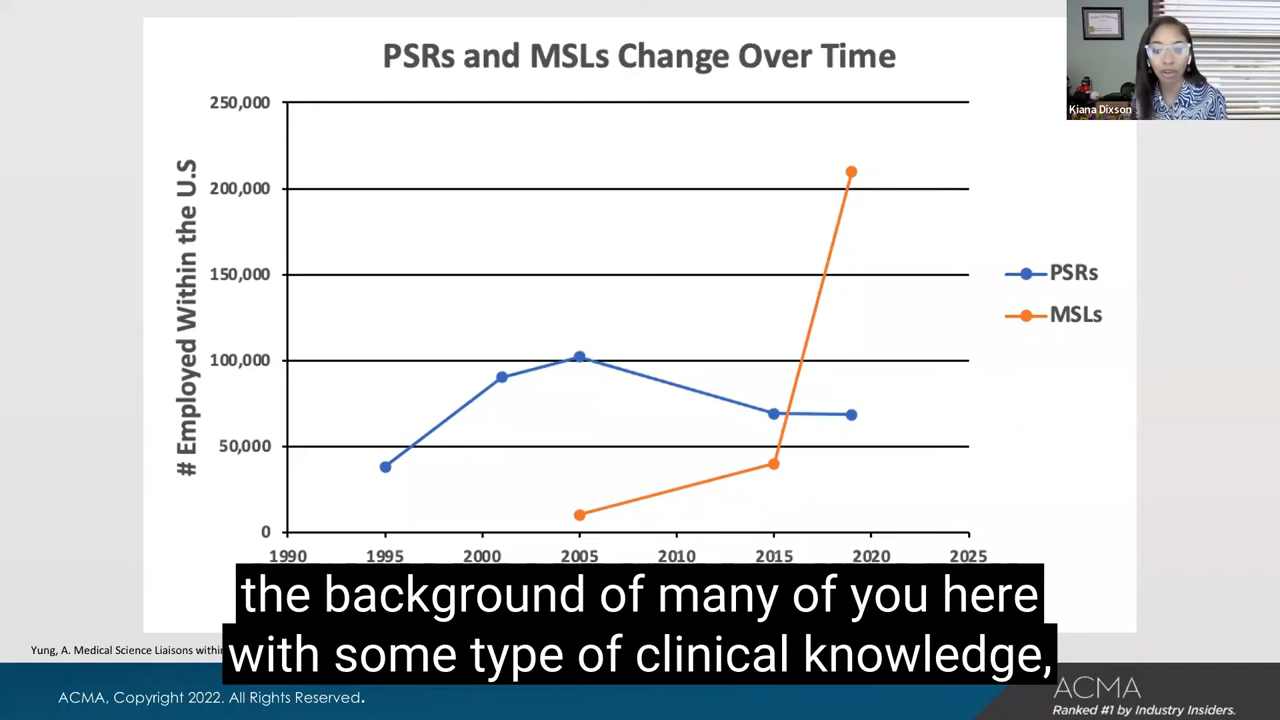 PSRs and MSLs Change Over Time
Kiana Dixson
# Employed Within the U.S
250,000
200,000
150,000
100,000
50,000
0
1990 1995 2000 2005 2010 2015 2020 2025
PSRs
MSLs
the background of many of you here
with some type of clinical knowledge,
Yung, A. Medical Science Liaisons within
ACMA, Copyright 2022. All Rights Reserved.
ACMA
Ranked #1 by Industry Insiders.